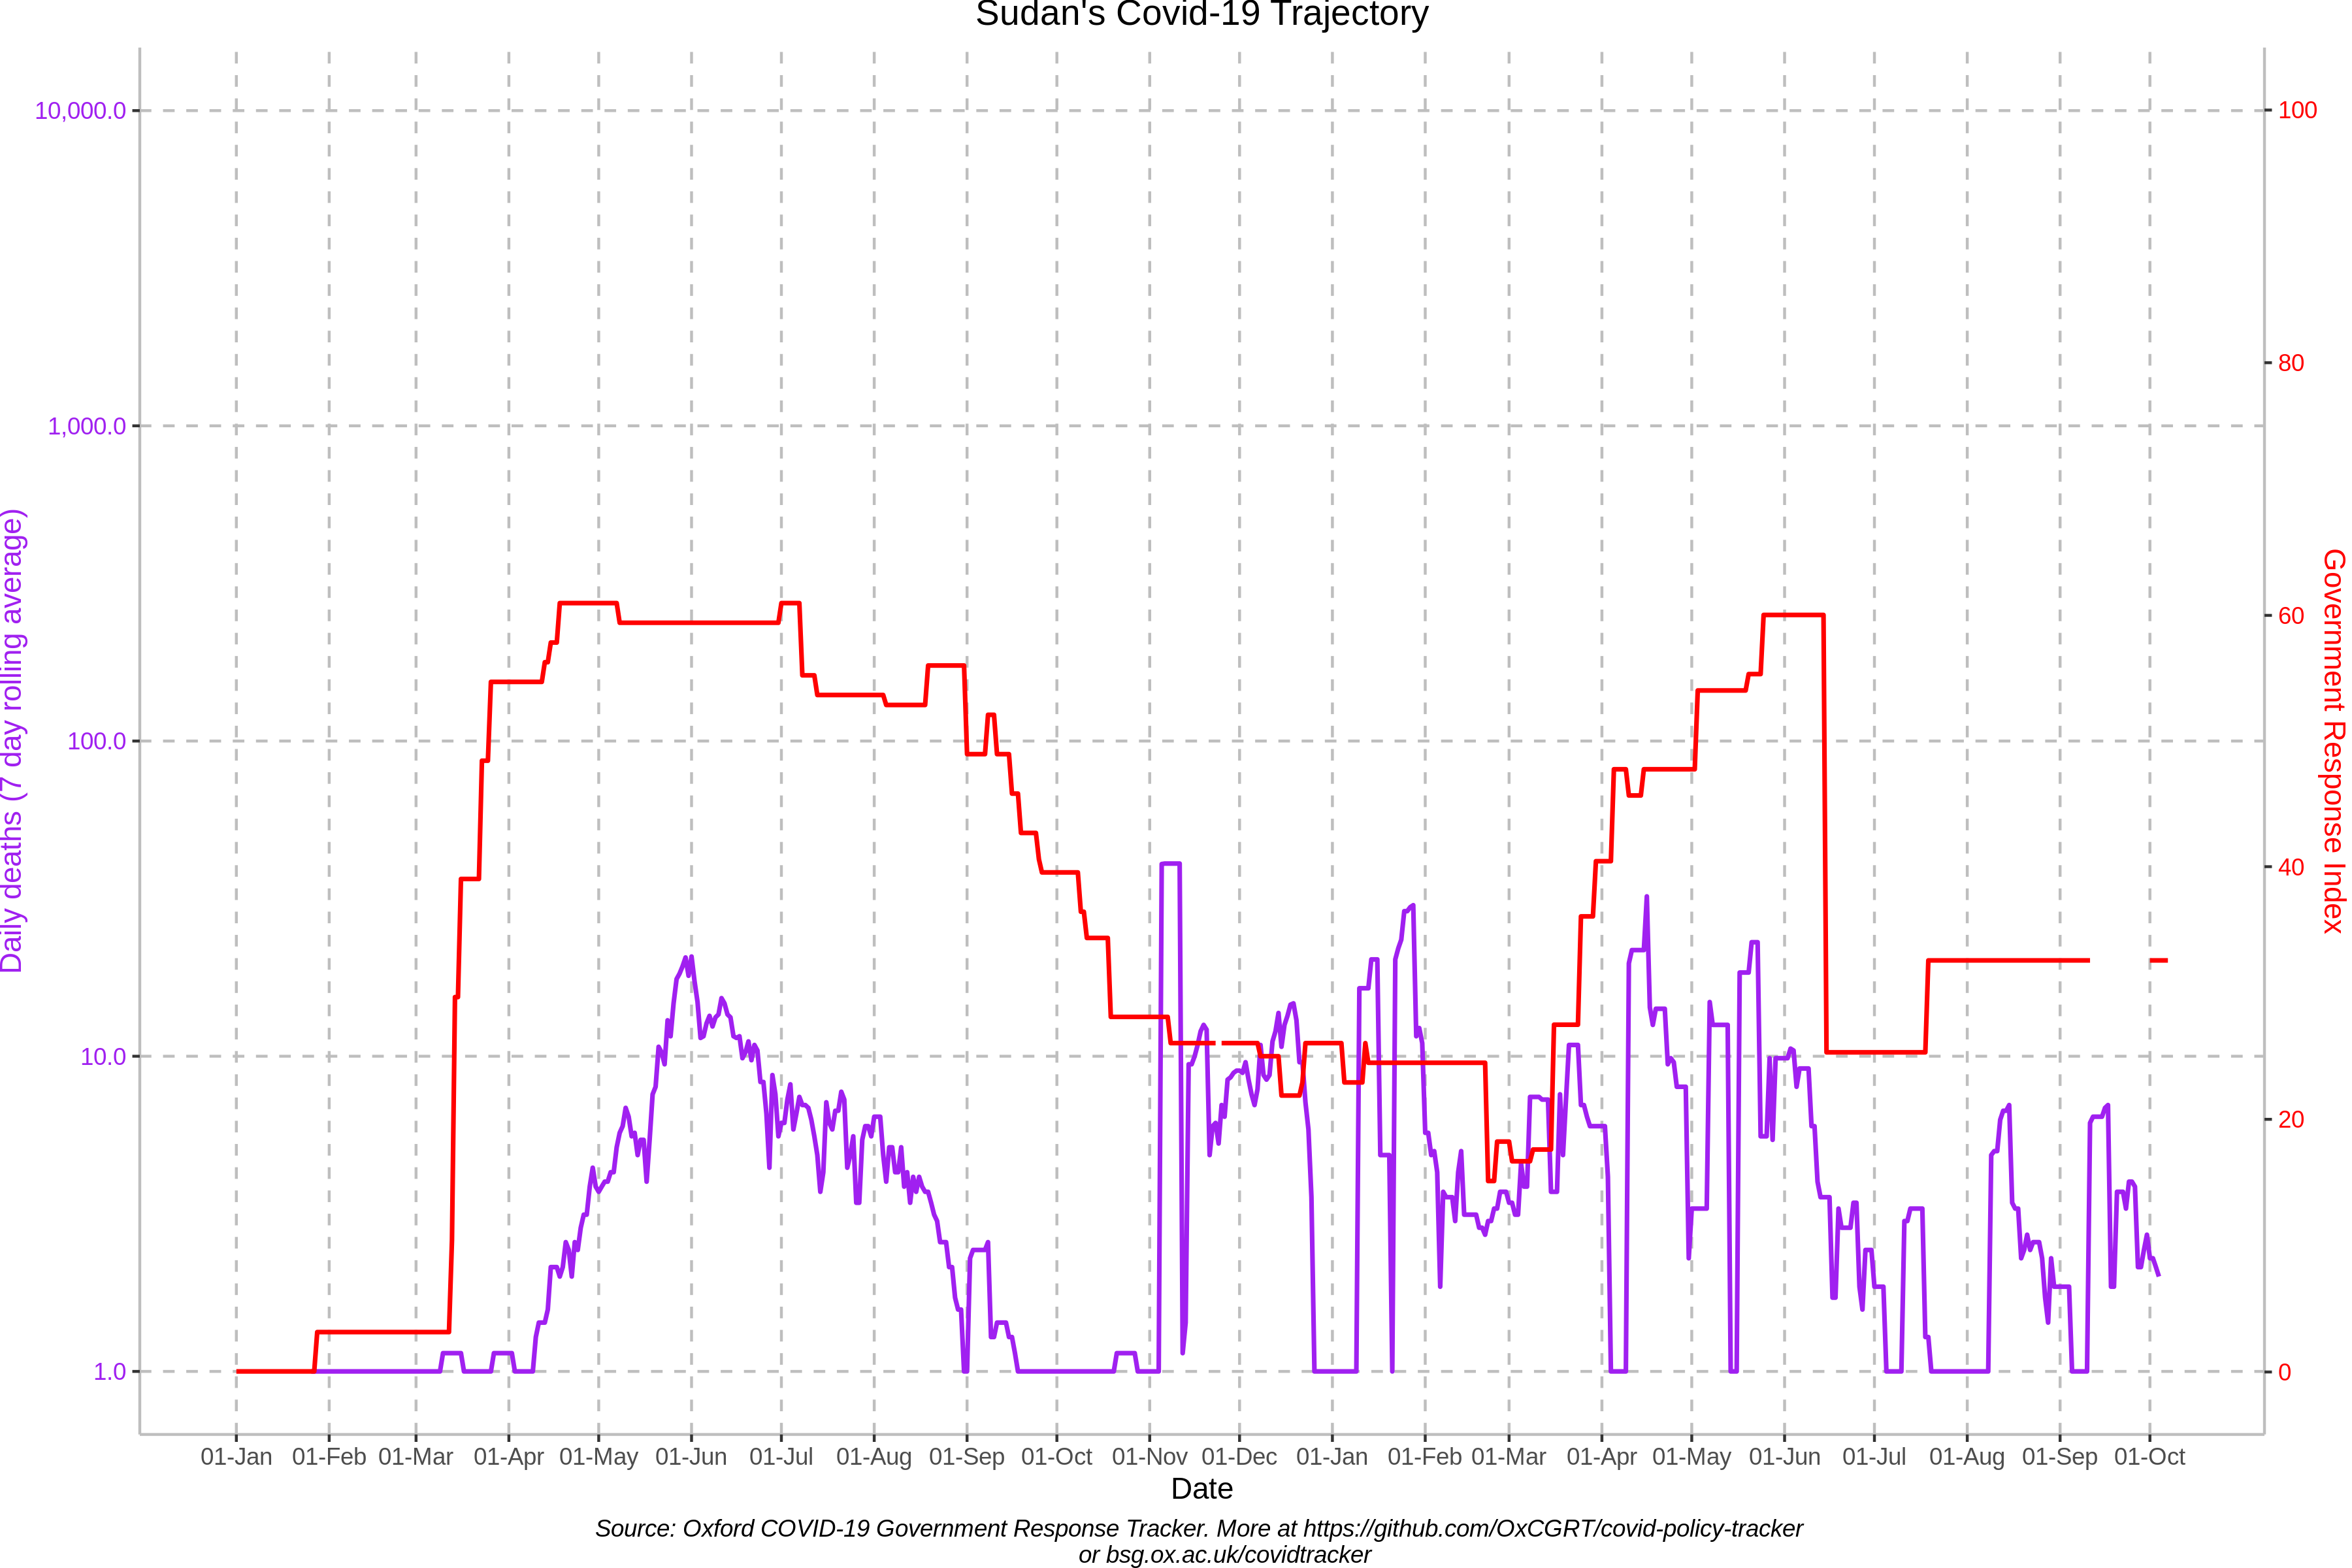 Sudan's Covid-19 Trajectory
10,000.0
1,000.0
100.0
10.0
1.0
Daily deaths (7 day rolling average)
100
80
60
40
20
0
Government Response Index
01-Jan 01-Feb 01-Mar 01-Apr 01-May 01-Jun 01-Jul 01-Aug 01-Sep 01-Oct 01-Nov 01-Dec 01-Jan 01-Feb 01-Mar 01-Apr 01-May 01-Jun 01-Jul 01-Aug 01-Sep 01-Oct
Date
Source: Oxford COVID-19 Government Response Tracker. More at https://github.com/OxCGRT/covid-policy-tracker
or bsg.ox.ac.uk/covidtracker